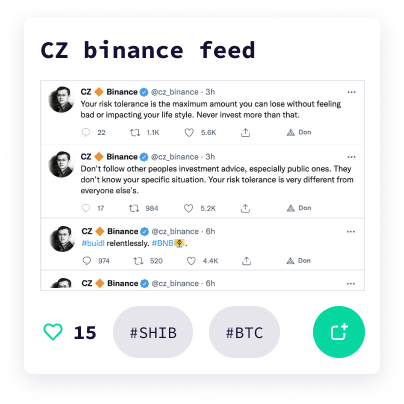 CZ binance feed
CZ 🔶 Binance @cz_binance · 3h
Your risk tolerance is the maximum amount you can lose without feeling
bad or impacting your life style. Never invest more than that.
22 1.1K 5.6K Don
CZ 🔶 Binance @cz_binance · 3h
Don't follow other peoples investment advice, especially public ones. They
don't know your specific situation. Your risk tolerance is very different from
everyone else's.
17 984 5.2K Don
CZ 🔶 Binance @cz_binance · 6h
#buidl relentlessly. #BNB.
974 520 4.4K Don
CZ 🔶 Binance @cz_binance · 6h
15 #SHIB #BTC